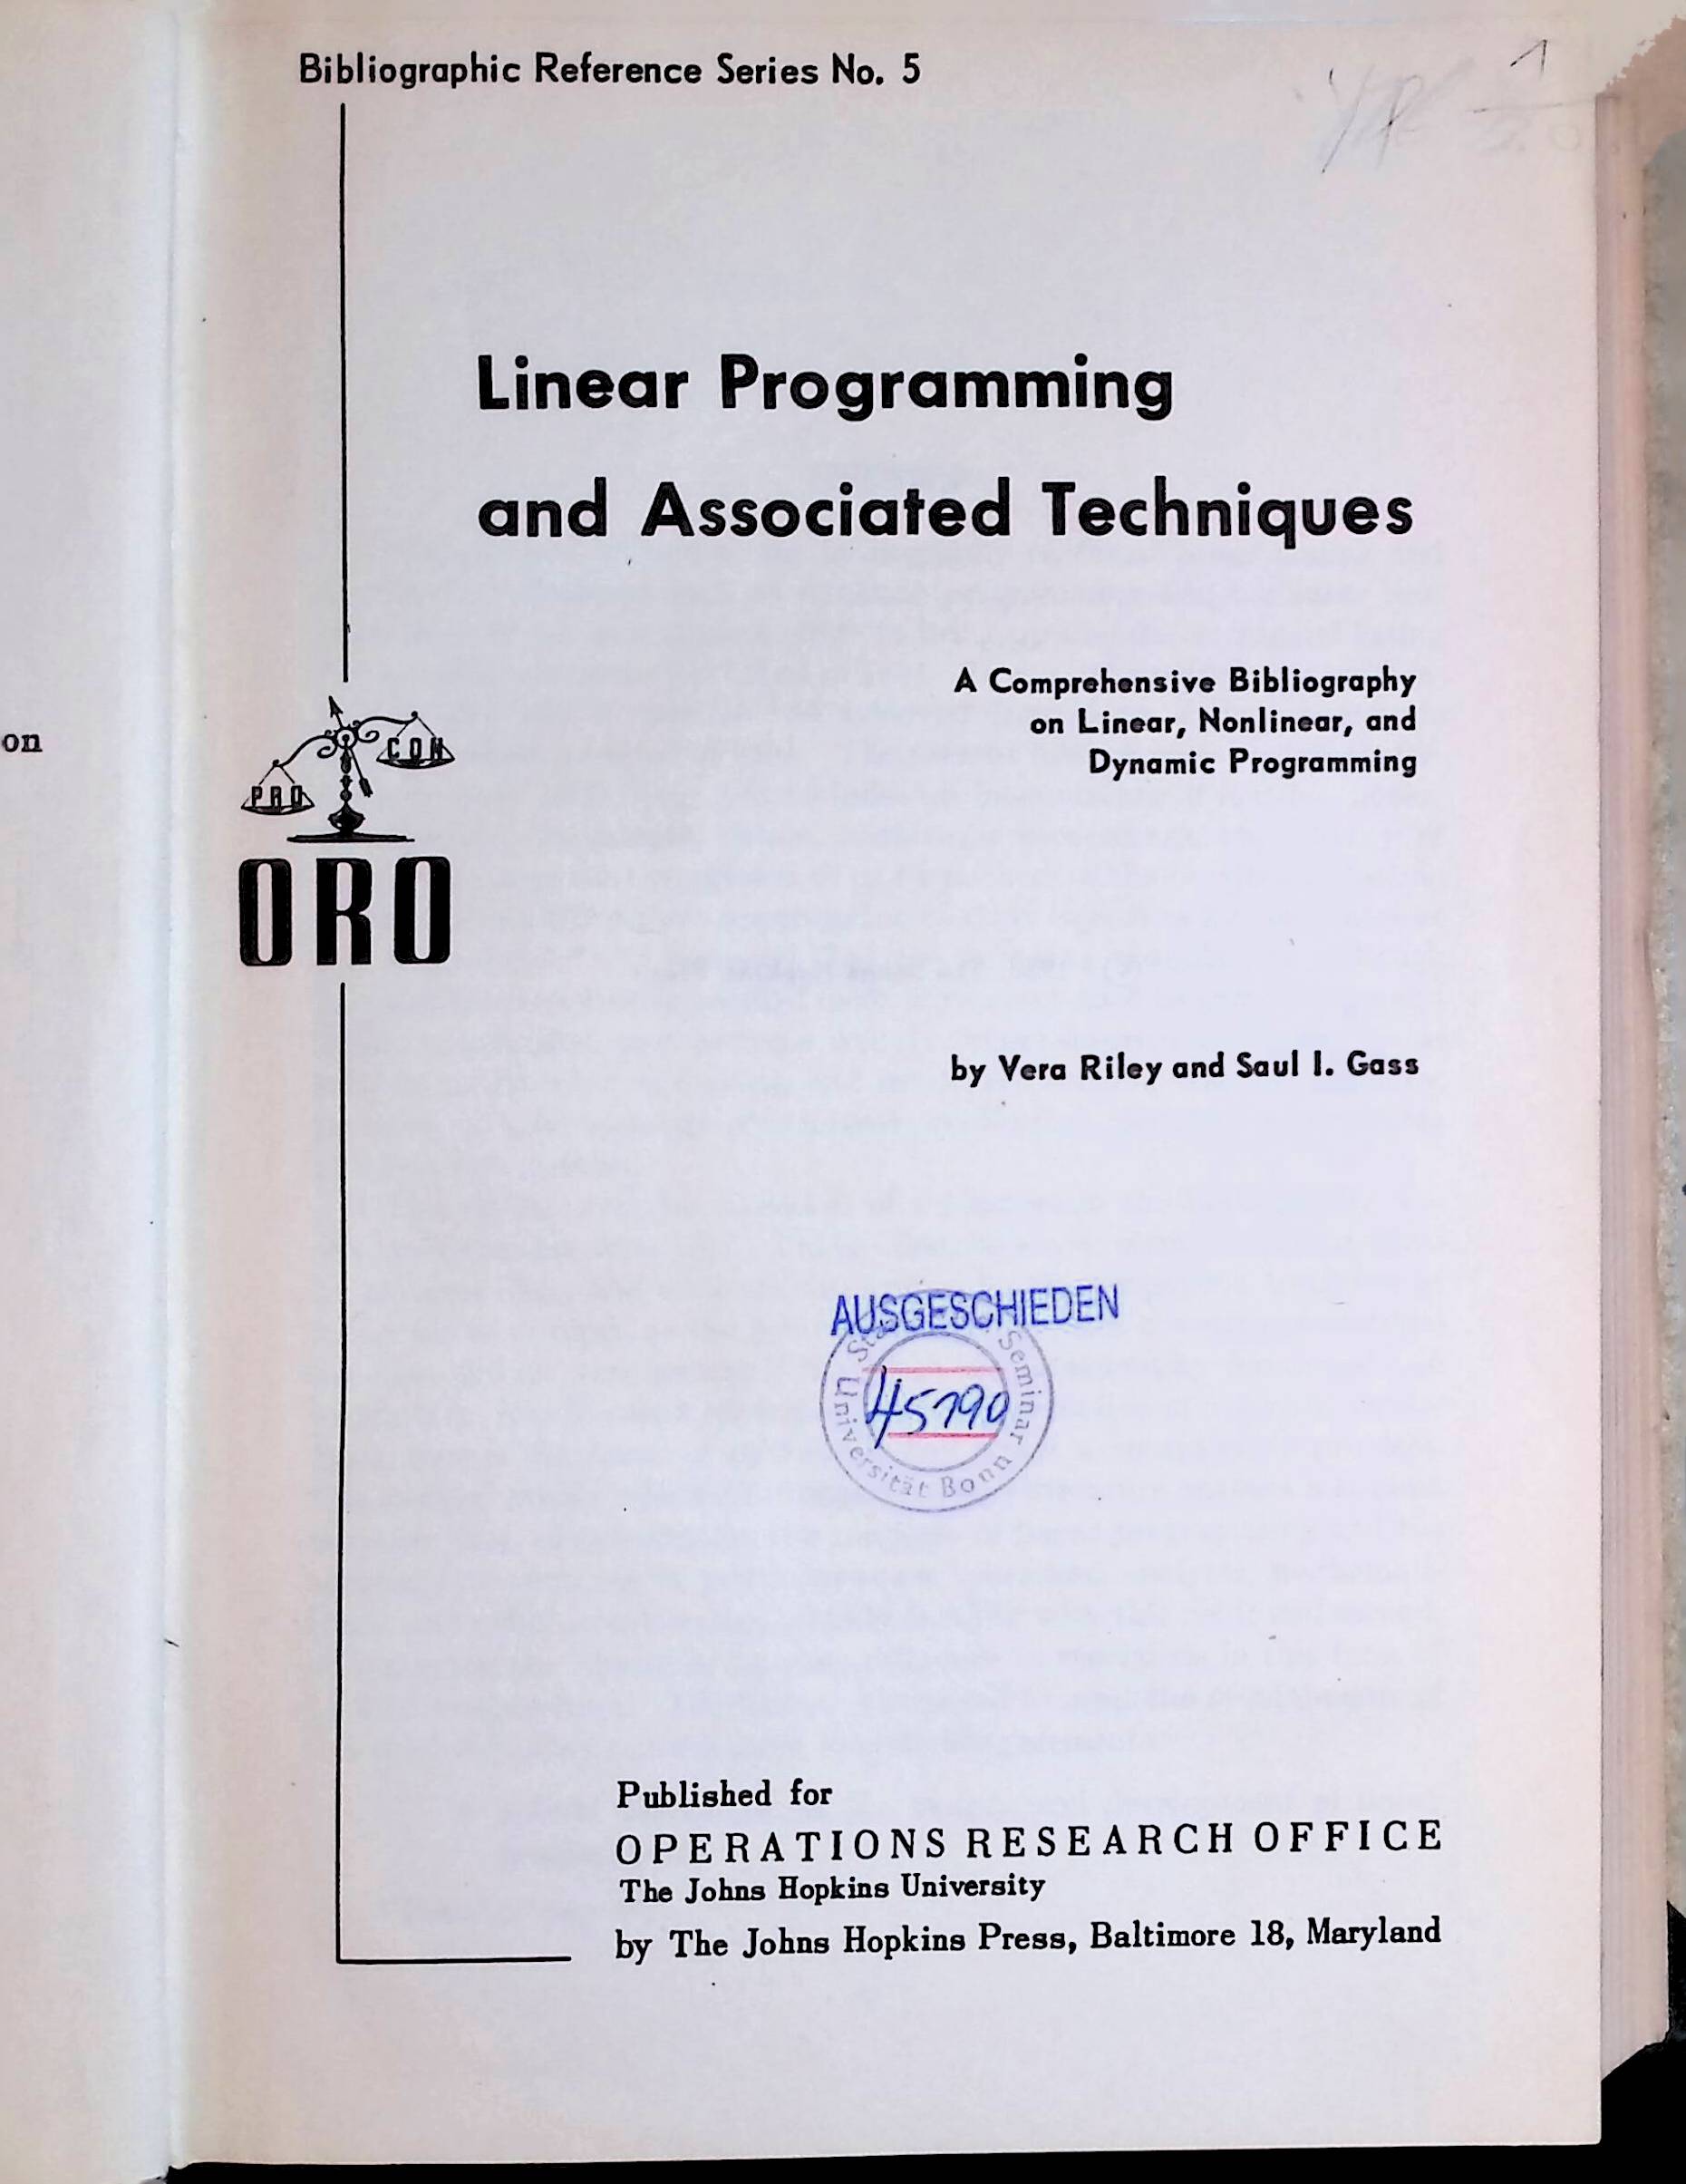 Bibliographic Reference Series No. 5
1
Linear Programming
and Associated Techniques
A Comprehensive Bibliography
on Linear, Nonlinear, and
Dynamic Programming
on
PRO
CON
ORO
by Vera Riley and Saul I. Gass
AUSGESCHIEDEN
Seminar
45790
Universität Bonn
Published for
OPERATIONS RESEARCH OFFICE
The Johns Hopkins University
by The Johns Hopkins Press, Baltimore 18, Maryland